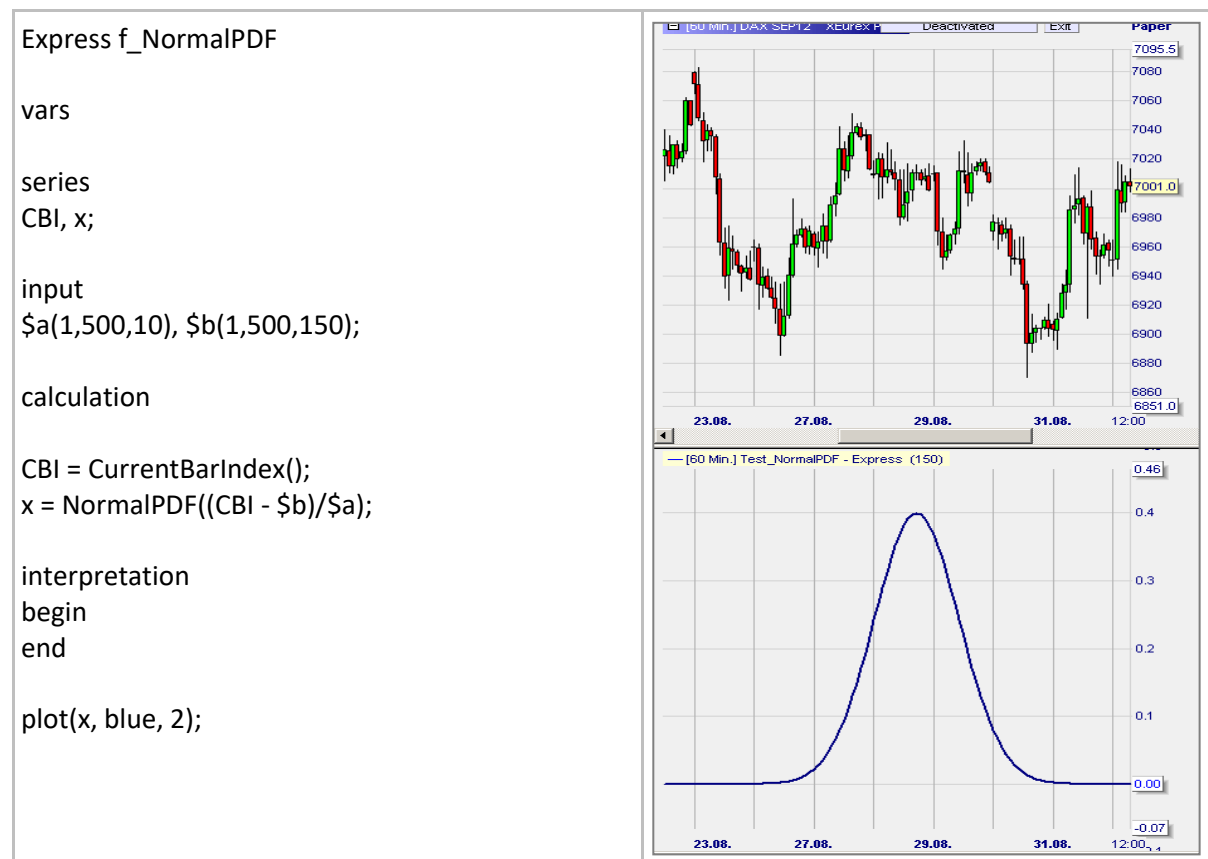 Express f_NormalPDF
vars
series
CBI, x;
input
$a(1,500,10), $b(1,500,150);
calculation
CBI = CurrentBarIndex();
x = NormalPDF((CBI - $b)/$a);
interpretation
begin
end
plot(x, blue, 2);
[60 Min.] DAX SEPT2 XEurex Deactivated Exit Paper
7095.5
7080
7060
7040
7020
7001.0
6980
6960
6940
6920
6900
6880
6860
6851.0
23.08. 27.08. 29.08. 31.08. 12:00
[60 Min.] Test_NormalPDF - Express (150)
0.46
0.4
0.3
0.2
0.1
0.00
-0.07
23.08. 27.08. 29.08. 31.08. 12:00